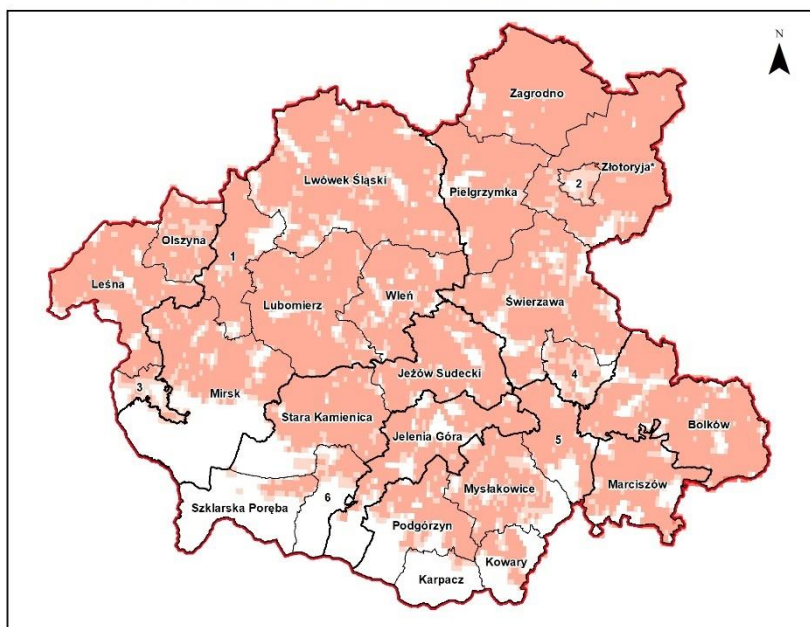 N
Zagrodno
Złotoryja*
2
Pielgrzymka
Lwówek Śląski
Olszyna
1
Leśna
Lubomierz
Wleń
Świerzawa
Jeżów Sudecki
4
3
Mirsk
Stara Kamienica
Jelenia Góra
5
Bolków
Mysłakowice
Marciszów
Szklarska Poręba
6
Podgórzyn
Kowary
Karpacz